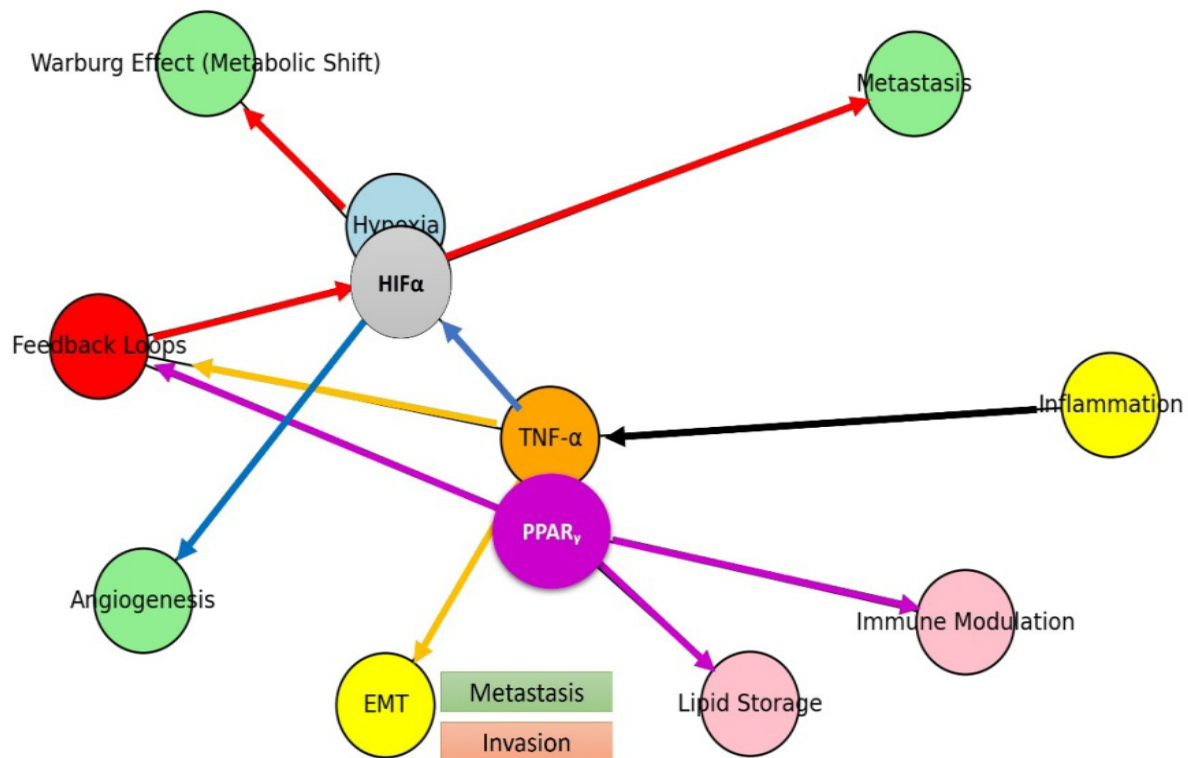 Warburg Effect (Metabolic Shift)
Metastasis
Hypoxia
HIFα
Feedback Loops
Inflammation
TNF-α
PPARᵧ
Angiogenesis
Immune Modulation
EMT
Metastasis
Lipid Storage
Invasion